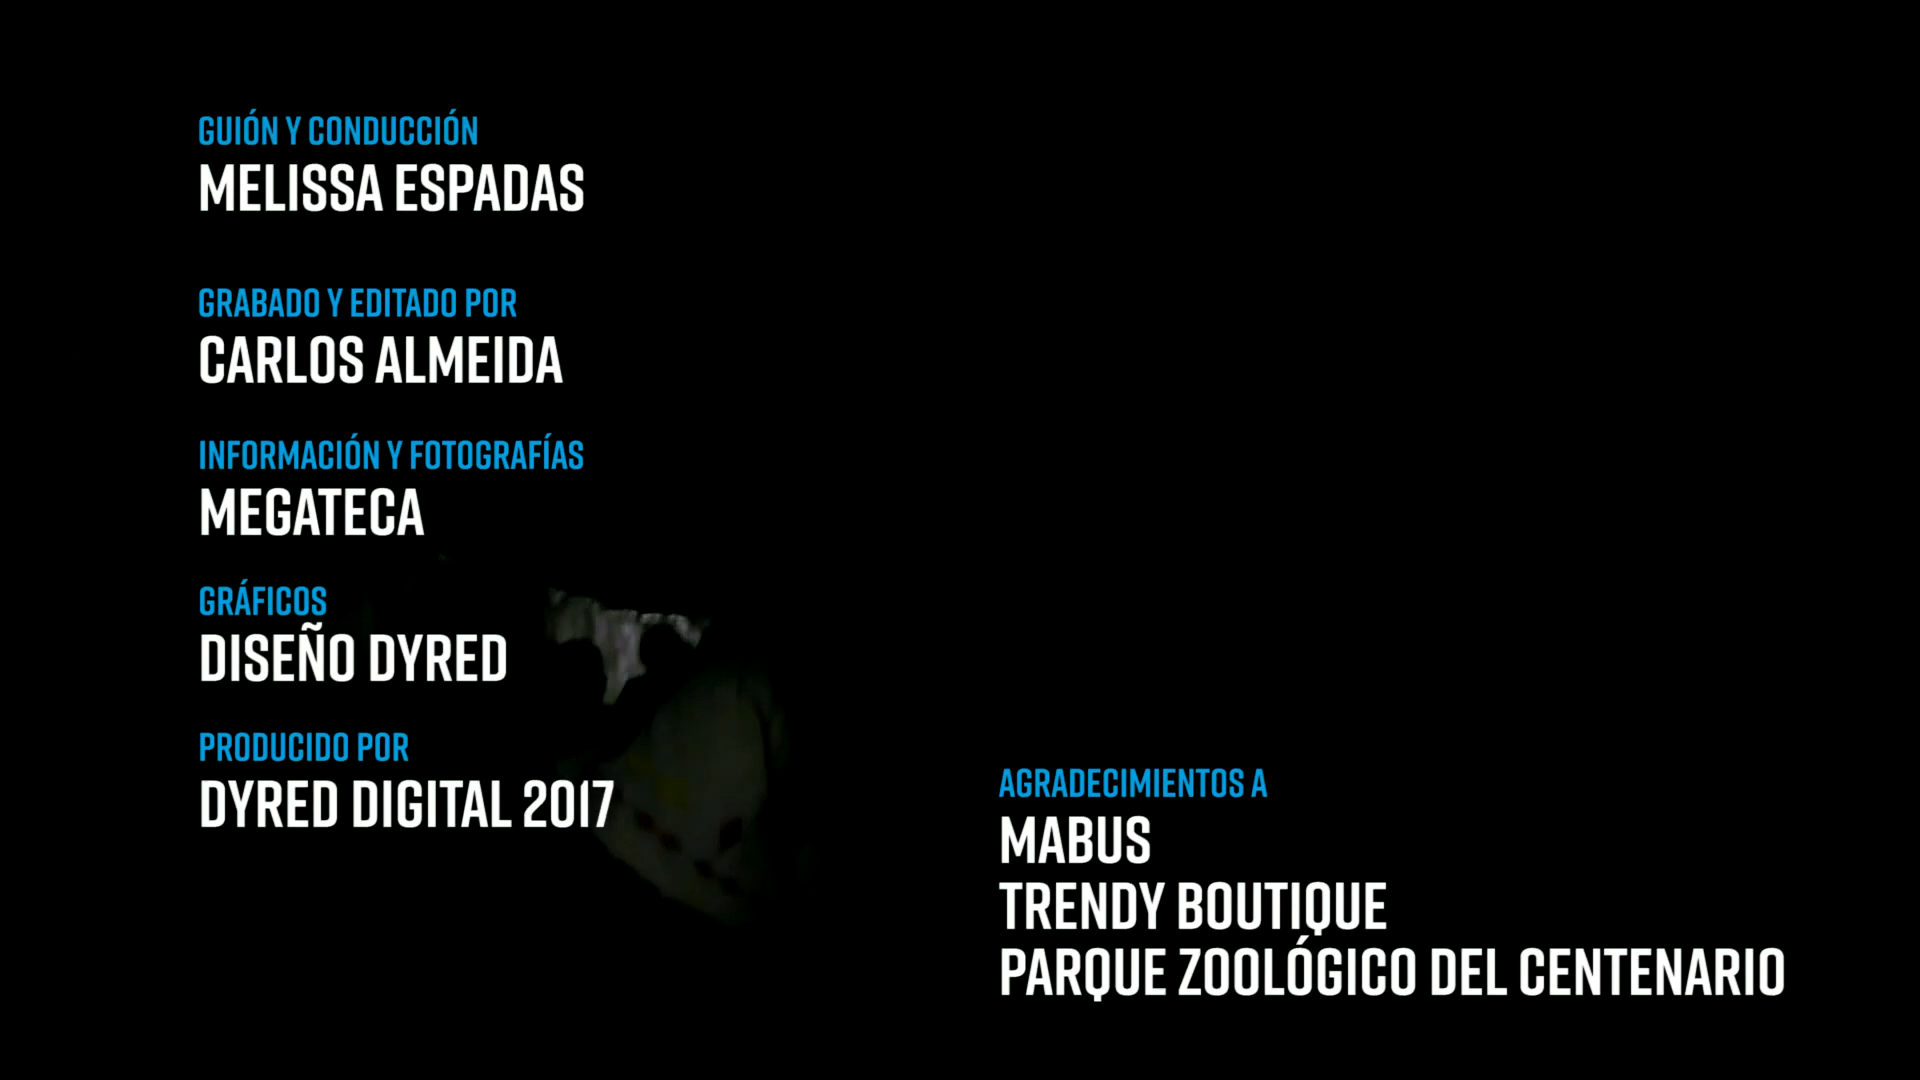 GUIÓN Y CONDUCCIÓN
MELISSA ESPADAS
GRABADO Y EDITADO POR
CARLOS ALMEIDA
INFORMACIÓN Y FOTOGRAFÍAS
MEGATECA
GRÁFICOS
DISEÑO DYRED
PRODUCIDO POR
DYRED DIGITAL 2017
AGRADECIMIENTOS A
MABUS
TRENDY BOUTIQUE
PARQUE ZOOLÓGICO DEL CENTENARIO